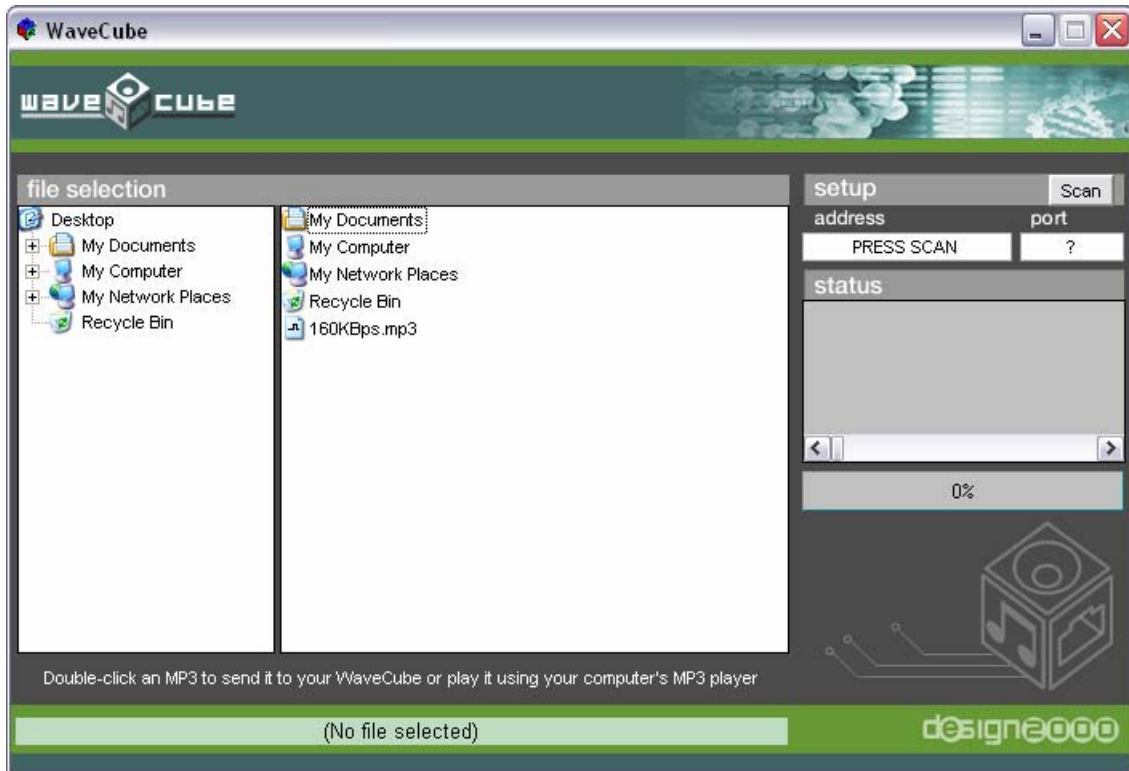 WaveCube
wave cube
file selection
Desktop
My Documents
My Computer
My Network Places
Recycle Bin
My Documents
My Computer
My Network Places
Recycle Bin
160KBps.mp3
setup
Scan
address port
PRESS SCAN ?
status
0%
Double-click an MP3 to send it to your WaveCube or play it using your computer's MP3 player
(No file selected)
design2000